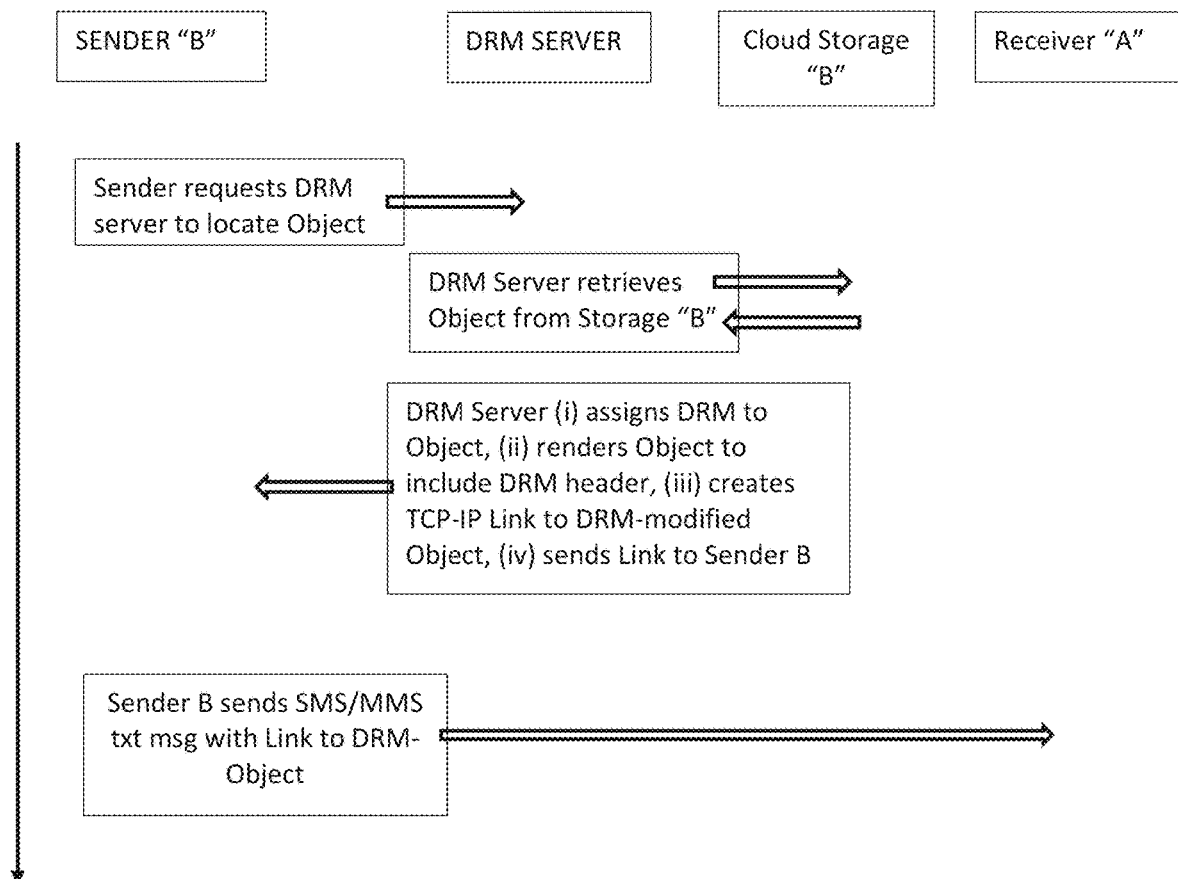 SENDER “B”
DRM SERVER
Cloud Storage
“B”
Receiver “A”
Sender requests DRM
server to locate Object
DRM Server retrieves
Object from Storage “B”
DRM Server (i) assigns DRM to
Object, (ii) renders Object to
include DRM header, (iii) creates
TCP-IP Link to DRM-modified
Object, (iv) sends Link to Sender B
Sender B sends SMS/MMS
txt msg with Link to DRM-
Object